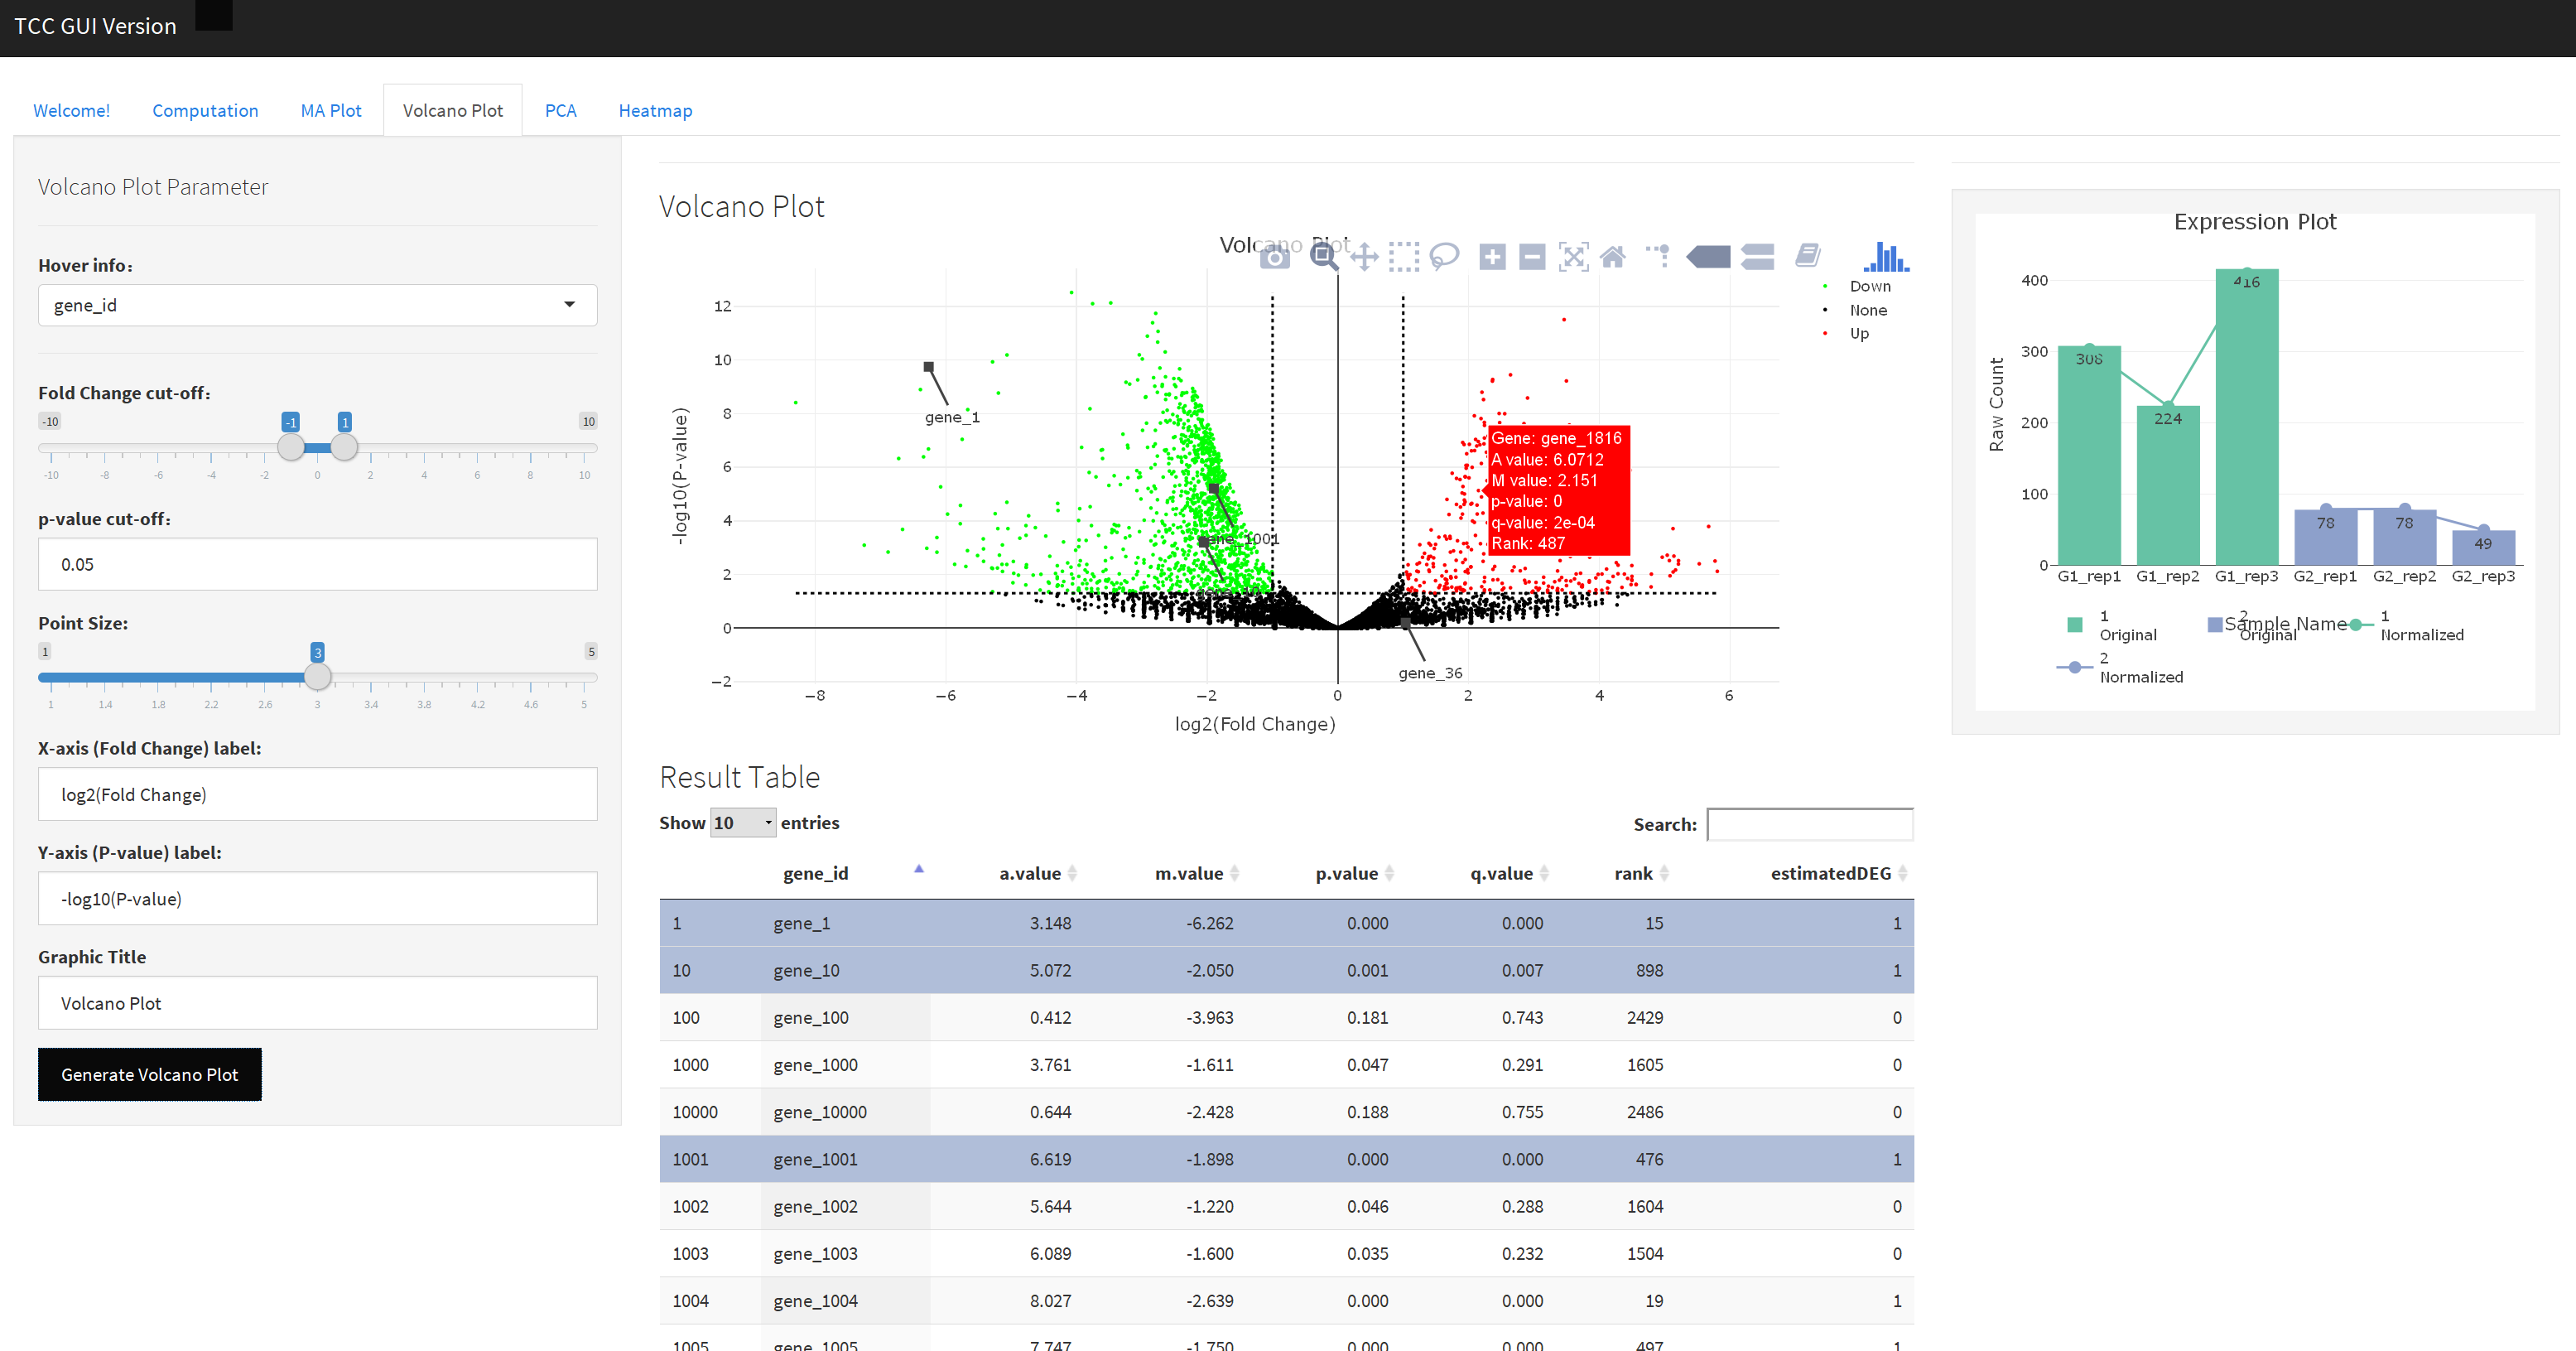 TCC GUI Version
Welcome! Computation MA Plot Volcano Plot PCA Heatmap
Volcano Plot Parameter
Hover info:
gene_id
Fold Change cut-off:
-10 -1 1 10
-10 -8 -6 -4 -2 0 2 4 6 8 10
p-value cut-off:
0.05
Point Size:
1 3 5
1 1.4 1.8 2.2 2.6 3 3.4 3.8 4.2 4.6 5
X-axis (Fold Change) label:
log2(Fold Change)
Y-axis (P-value) label:
-log10(P-value)
Graphic Title
Volcano Plot
Generate Volcano Plot
Volcano Plot
Volcano Plot
Down
None
Up
12
10
8
6
4
2
0
−2
-log10(P-value)
−8 −6 −4 −2 0 2 4 6
log2(Fold Change)
gene_1
gene_1001
gene_36
Gene: gene_1816
A value: 6.0712
M value: 2.151
p-value: 0
q-value: 2e-04
Rank: 487
Result Table
Show 10 entries
Search:
gene_id a.value m.value p.value q.value rank estimatedDEG
1 gene_1 3.148 -6.262 0.000 0.000 15 1
10 gene_10 5.072 -2.050 0.001 0.007 898 1
100 gene_100 0.412 -3.963 0.181 0.743 2429 0
1000 gene_1000 3.761 -1.611 0.047 0.291 1605 0
10000 gene_10000 0.644 -2.428 0.188 0.755 2486 0
1001 gene_1001 6.619 -1.898 0.000 0.000 476 1
1002 gene_1002 5.644 -1.220 0.046 0.288 1604 0
1003 gene_1003 6.089 -1.600 0.035 0.232 1504 0
1004 gene_1004 8.027 -2.639 0.000 0.000 19 1
1005 gene_1005 7.747 -1.750 0.000 0.000 497 1
Expression Plot
400
300
200
100
0
Raw Count
308 224 416 78 78 49
G1_rep1 G1_rep2 G1_rep3 G2_rep1 G2_rep2 G2_rep3
Sample Name
1 Original
2 Original
1 Normalized
2 Normalized